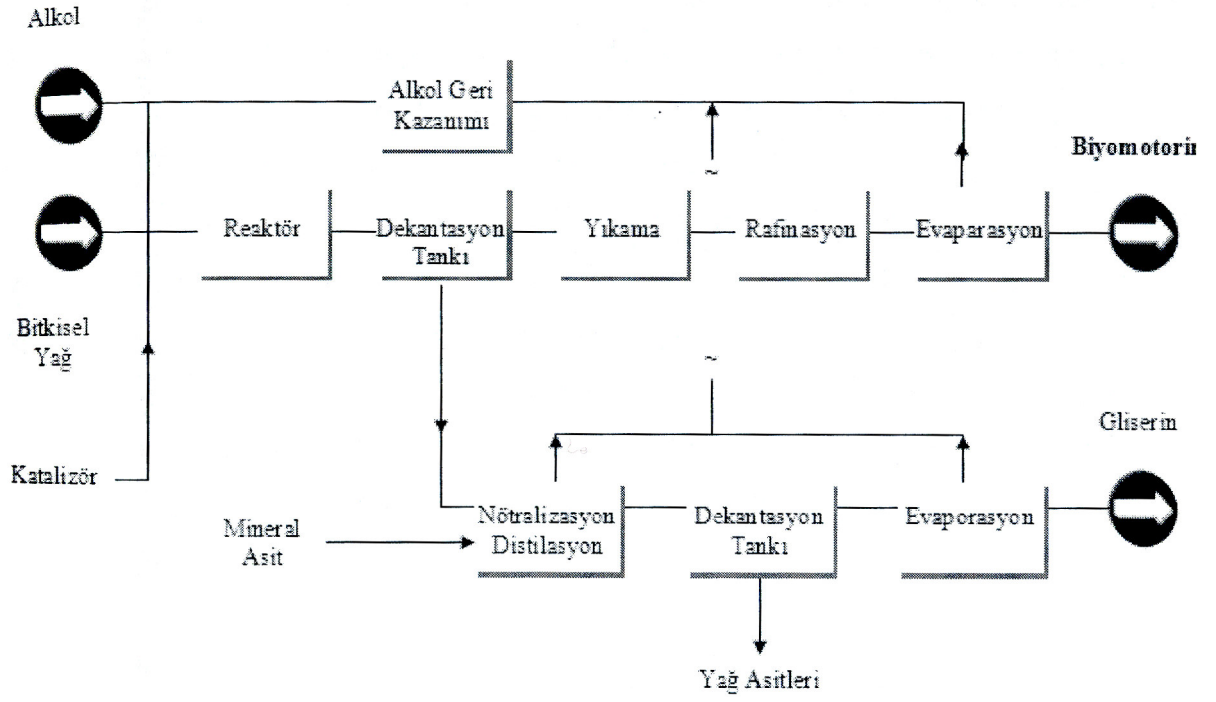 Alkol
Alkol Geri
Kazanımı
Biyomotorin
Reaktör
Dekantasyon
Tankı
Yıkama
Rafinasyon
Evaparasyon
Bitkisel
Yağ
~
~
Gliserin
Katalizör
Mineral
Asit
Nötralizasyon
Distilasyon
Dekantasyon
Tankı
Evaporasyon
Yağ Asitleri